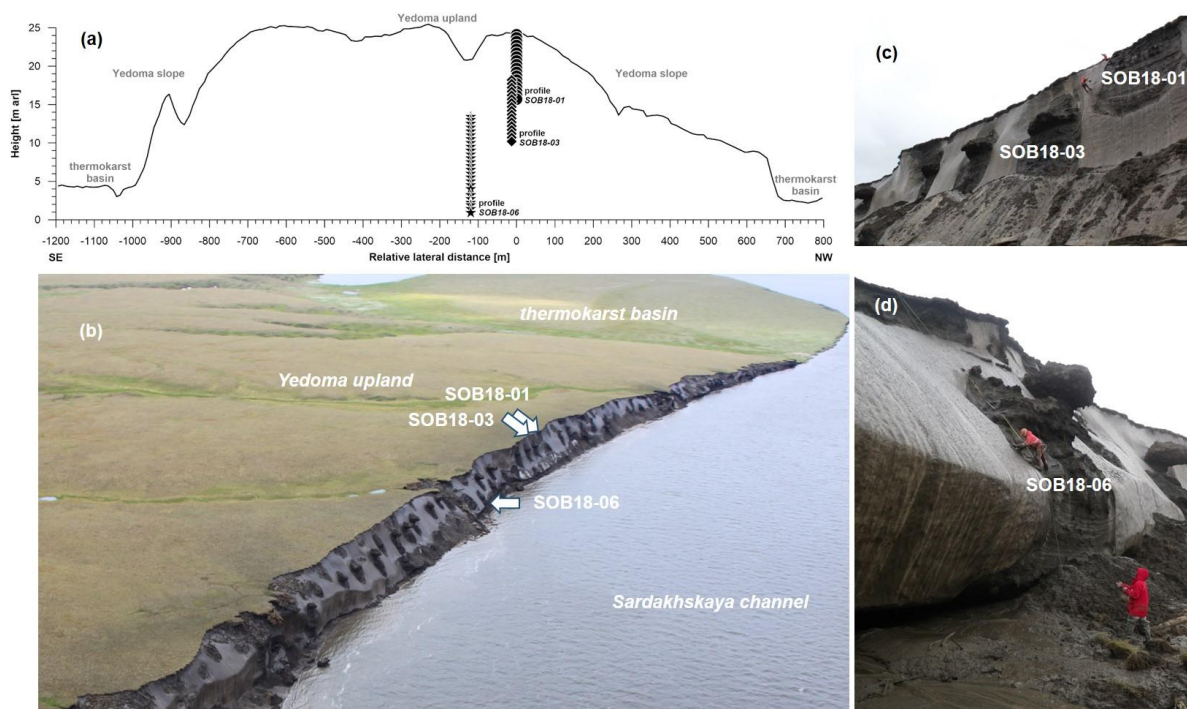 (a)
Yedoma upland
Yedoma slope
Yedoma slope
thermokarst
basin
thermokarst
basin
profile
SOB18-01
profile
SOB18-03
profile
SOB18-06
Height [m arl]
25
20
15
10
5
0
-1200 -1100 -1000 -900 -800 -700 -600 -500 -400 -300 -200 -100 0 100 200 300 400 500 600 700 800
SE Relative lateral distance [m] NW
(b)
thermokarst basin
Yedoma upland
SOB18-01
SOB18-03
SOB18-06
Sardakhskaya channel
(c)
SOB18-01
SOB18-03
(d)
SOB18-06